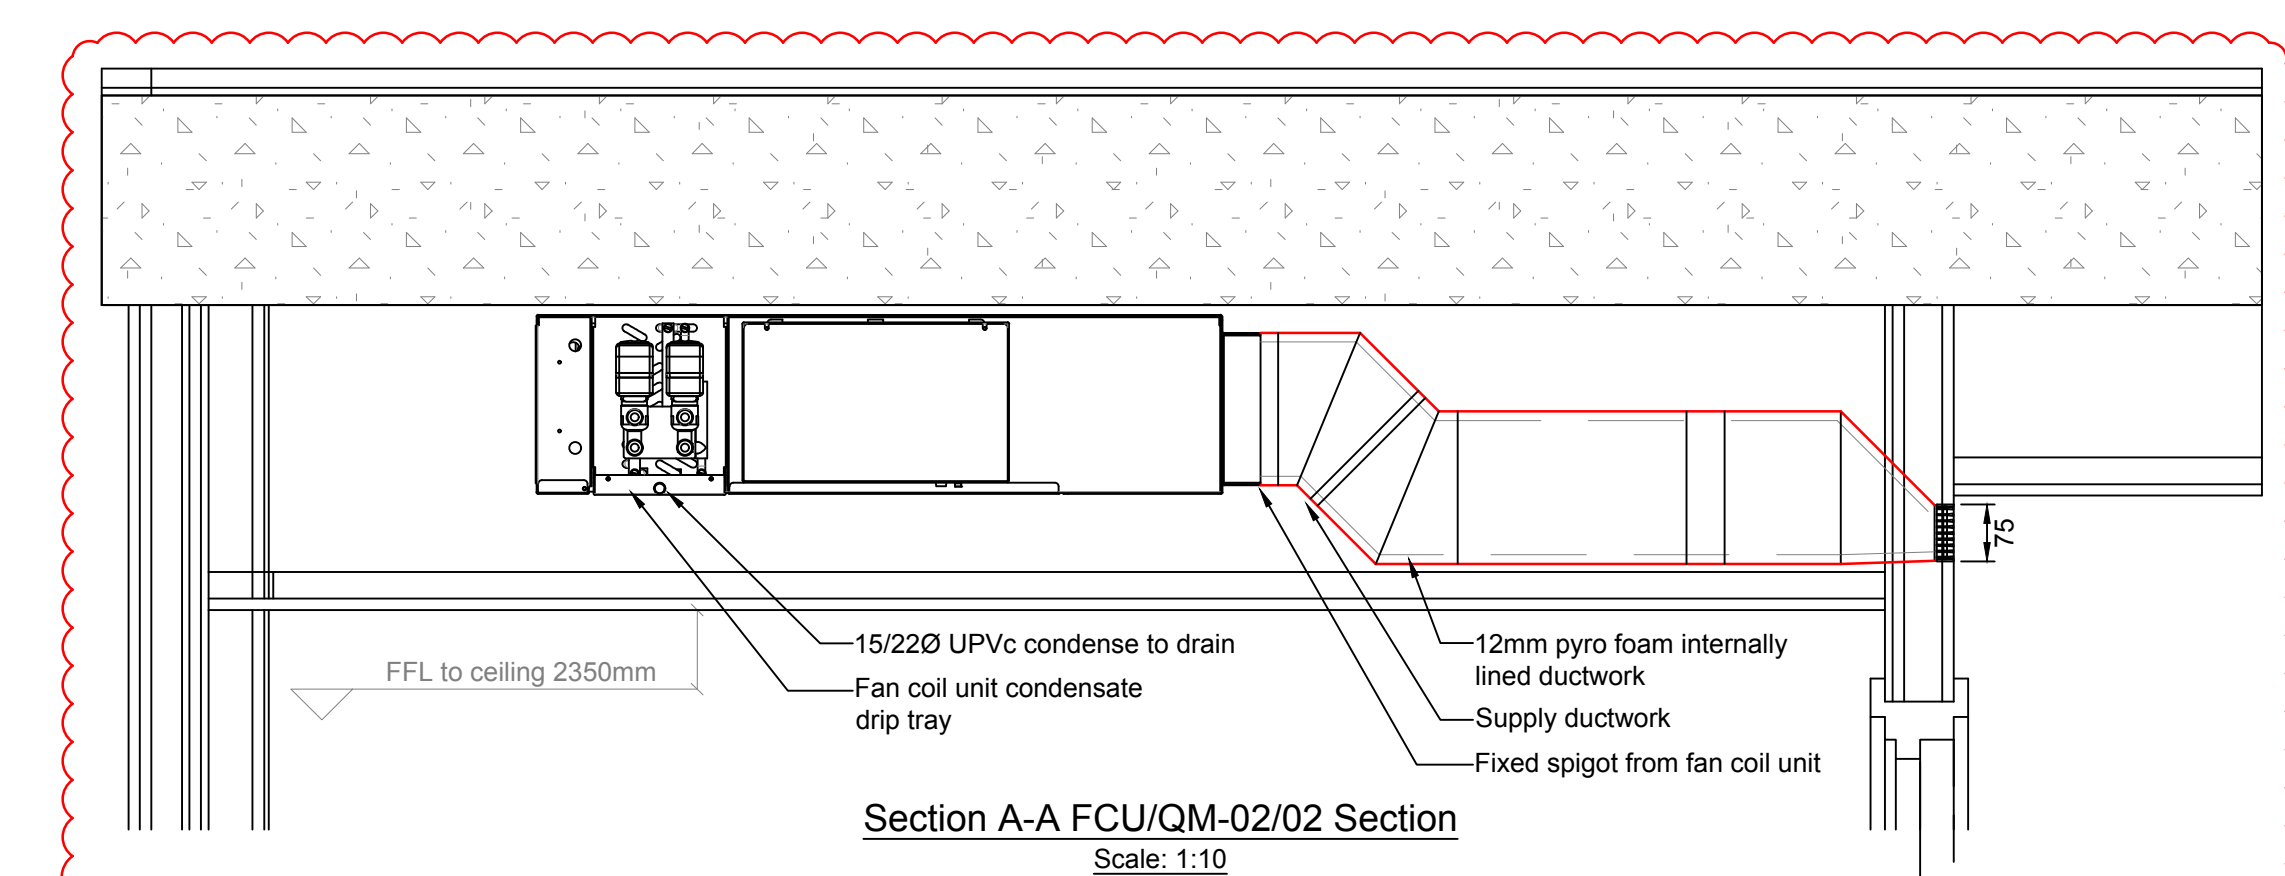 75
15/22Ø UPVc condense to drain
FFL to ceiling 2350mm
Fan coil unit condensate
drip tray
12mm pyro foam internally
lined ductwork
Supply ductwork
Fixed spigot from fan coil unit
Section A-A FCU/QM-02/02 Section
Scale: 1:10